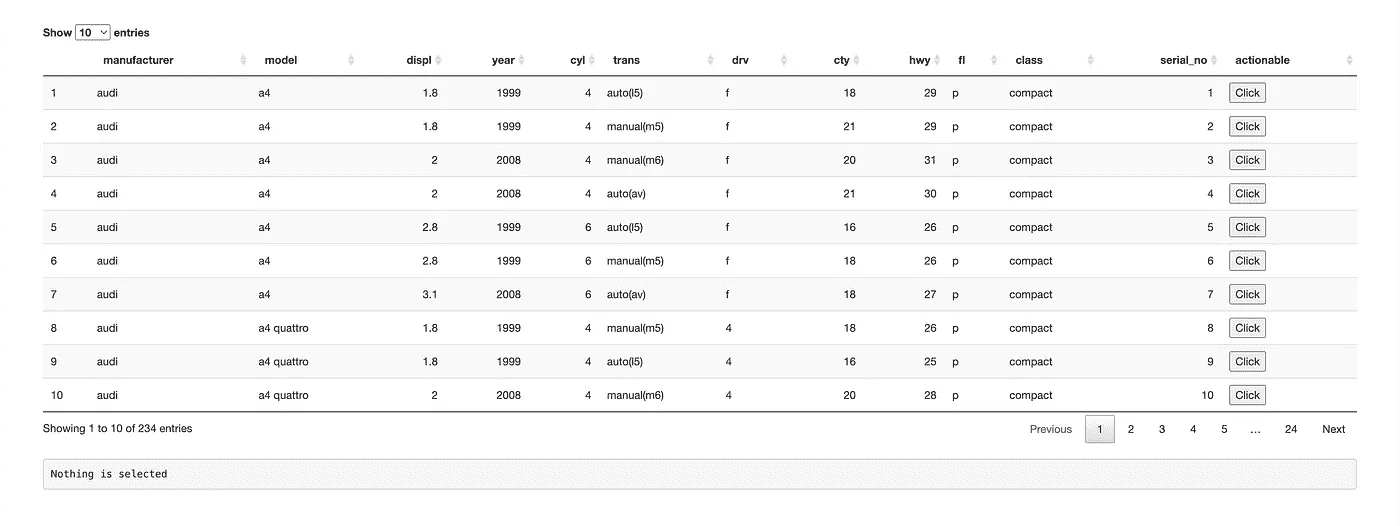 Show 10 entries
manufacturer model displ year cyl trans drv cty hwy fl class serial_no actionable
1 audi a4 1.8 1999 4 auto(l5) f 18 29 p compact 1 Click
2 audi a4 1.8 1999 4 manual(m5) f 21 29 p compact 2 Click
3 audi a4 2 2008 4 manual(m6) f 20 31 p compact 3 Click
4 audi a4 2 2008 4 auto(av) f 21 30 p compact 4 Click
5 audi a4 2.8 1999 6 auto(l5) f 16 26 p compact 5 Click
6 audi a4 2.8 1999 6 manual(m5) f 18 26 p compact 6 Click
7 audi a4 3.1 2008 6 auto(av) f 18 27 p compact 7 Click
8 audi a4 quattro 1.8 1999 4 manual(m5) 4 18 26 p compact 8 Click
9 audi a4 quattro 1.8 1999 4 auto(l5) 4 16 25 p compact 9 Click
10 audi a4 quattro 2 2008 4 manual(m6) 4 20 28 p compact 10 Click
Showing 1 to 10 of 234 entries Previous 1 2 3 4 5 … 24 Next
Nothing is selected